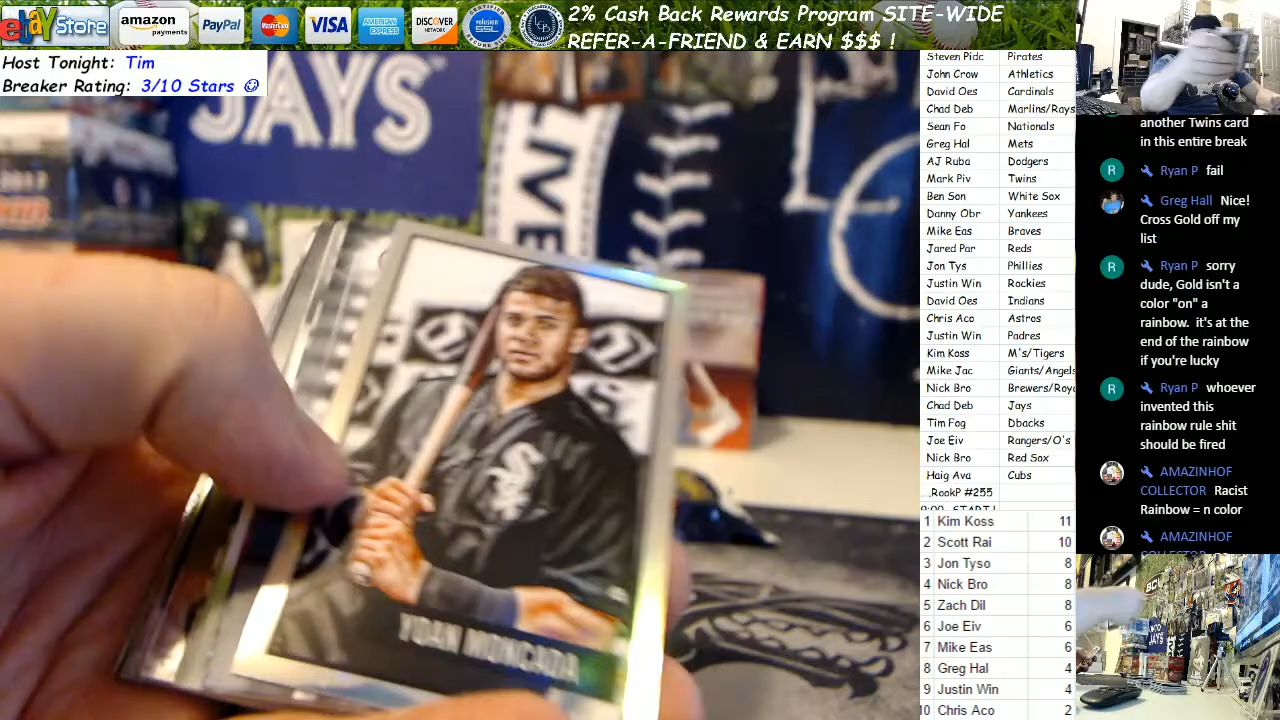 ebay Store
amazon
payments
PayPal
MasterCard
VISA
AMERICAN
EXPRESS
DISCOVER
NETWORK
SSL
2% Cash Back Rewards Program SITE-WIDE
REFER-A-FRIEND & EARN $$$ !
Host Tonight: Tim
Breaker Rating: 3/10 Stars ☺
JAYS
YOAN MONCADA
Steven Pidc Pirates
John Crow Athletics
David Oes Cardinals
Chad Deb Marlins/Rays
Sean Fo Nationals
Greg Hal Mets
AJ Ruba Dodgers
Mark Piv Twins
Ben Son White Sox
Danny Obr Yankees
Mike Eas Braves
Jared Par Reds
Jon Tys Phillies
Justin Win Rockies
David Oes Indians
Chris Aco Astros
Justin Win Padres
Kim Koss M's/Tigers
Mike Jac Giants/Angels
Nick Bro Brewers/Roya
Chad Deb Jays
Tim Fog Dbacks
Joe Eiv Rangers/O's
Nick Bro Red Sox
Haig Ava Cubs
..RookP #255
9:00 START!
1 Kim Koss 11
2 Scott Rai 10
3 Jon Tyso 8
4 Nick Bro 8
5 Zach Dil 8
6 Joe Eiv 6
7 Mike Eas 6
8 Greg Hal 4
9 Justin Win 4
10 Chris Aco 2
another Twins card
in this entire break
R Ryan P fail
Greg Hall Nice!
Cross Gold off my
list
R Ryan P sorry
dude, Gold isn't a
color "on" a
rainbow. it's at the
end of the rainbow
if you're lucky
R Ryan P whoever
invented this
rainbow rule shit
should be fired
AMAZINHOF
COLLECTOR Racist
Rainbow = n color
AMAZINHOF